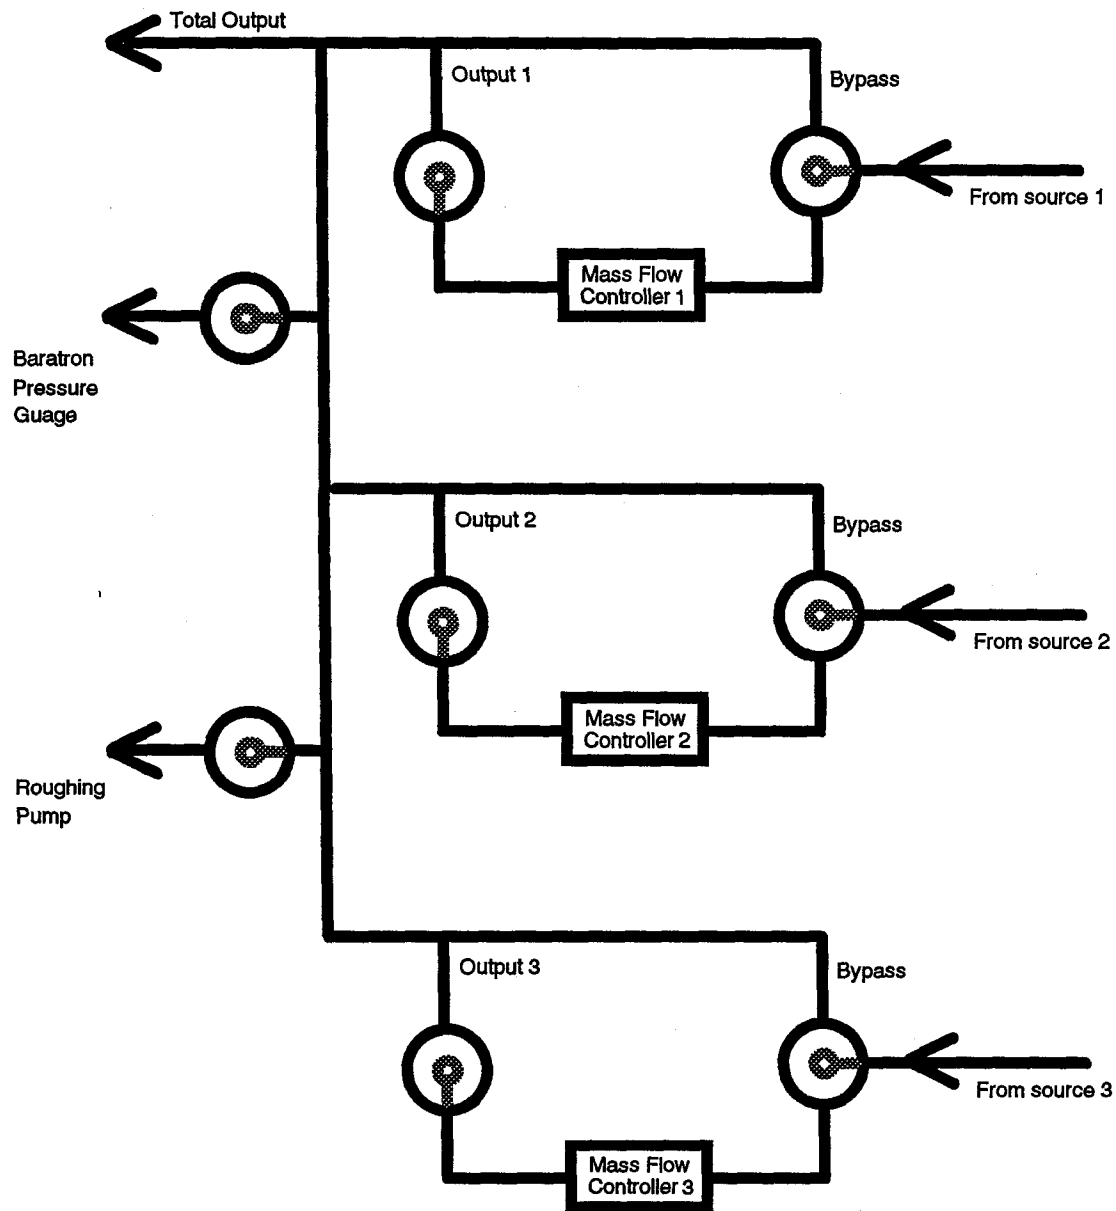 Total Output
Output 1
Bypass
From source 1
Mass Flow
Controller 1
Baratron
Pressure
Guage
Output 2
Bypass
From source 2
Mass Flow
Controller 2
Roughing
Pump
Output 3
Bypass
From source 3
Mass Flow
Controller 3